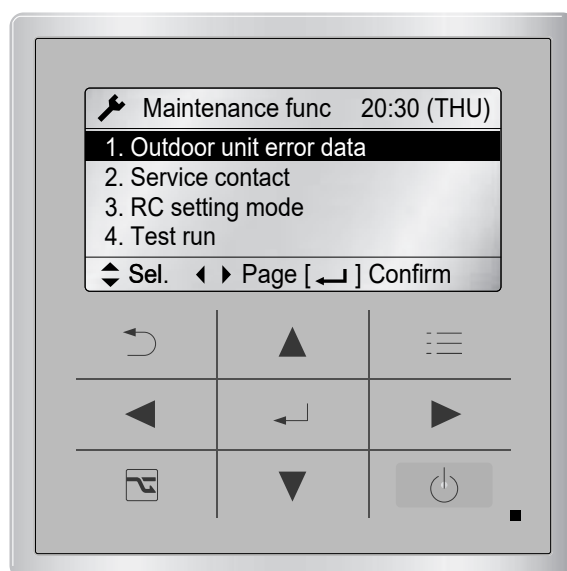 Maintenance func 20:30 (THU)
1. Outdoor unit error data
2. Service contact
3. RC setting mode
4. Test run
Sel. Page [ ] Confirm